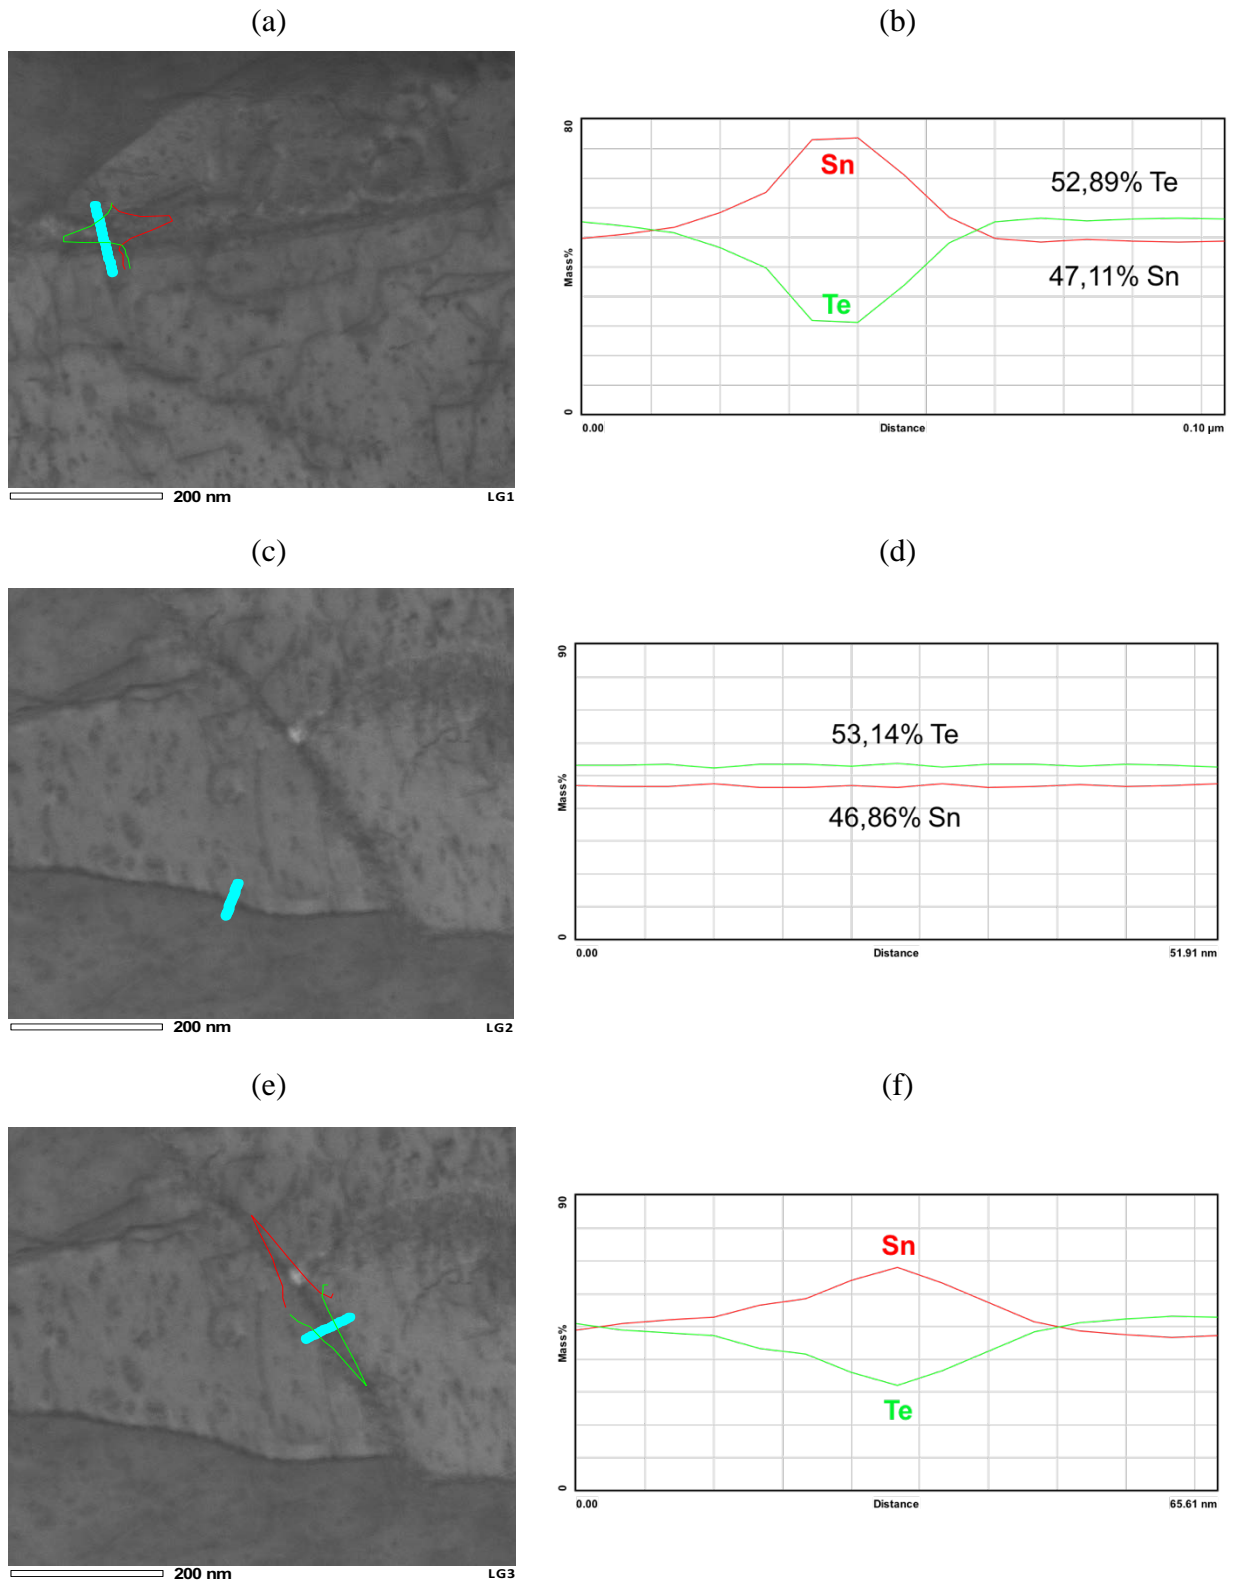 (a)
(b)
80
Sn
52,89% Te
Mass%
47,11% Sn
Te
0
0.00
Distance
0.10 µm
200 nm
LG1
(c)
(d)
90
53,14% Te
Mass%
46,86% Sn
0
0.00
Distance
51.91 nm
200 nm
LG2
(e)
(f)
90
Sn
Mass%
Te
0
0.00
Distance
65.61 nm
200 nm
LG3